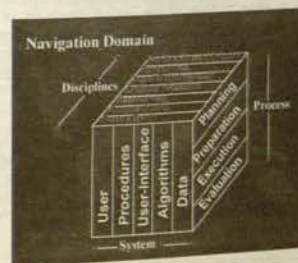 Navigation Domain
Disciplines
Planning
Preparation
Execution
Evaluation
Process
User
Procedures
User-Interface
Algorithms
Data
System